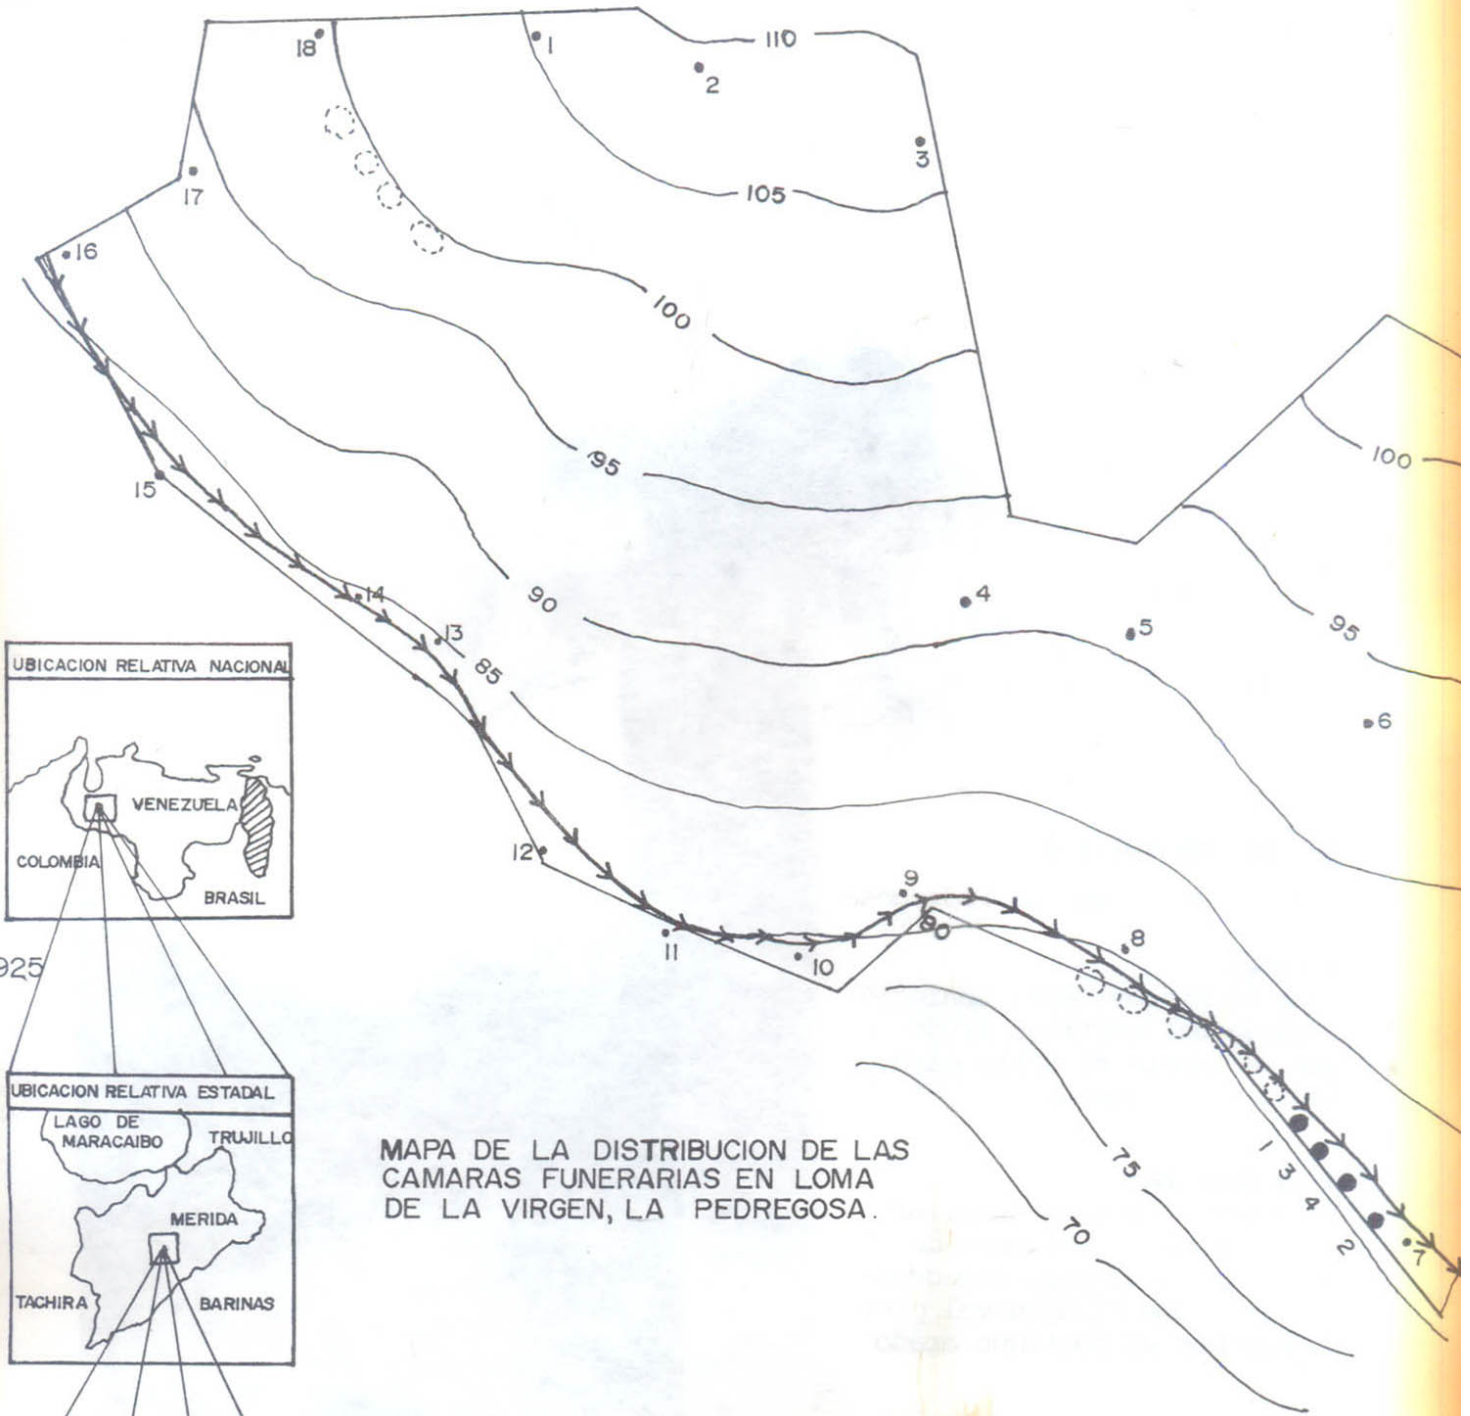 110
18
1
2
3
17
105
16
100
95
100
15
90
4
5
95
14
13
85
6
UBICACION RELATIVA NACIONAL
VENEZUELA
COLOMBIA
BRASIL
12
9
80
8
11
10
925
UBICACION RELATIVA ESTADAL
LAGO DE
MARACAIBO
TRUJILLO
MERIDA
TACHIRA
BARINAS
MAPA DE LA DISTRIBUCION DE LAS
CAMARAS FUNERARIAS EN LOMA
DE LA VIRGEN, LA PEDREGOSA.
75
70
1 3 4 2
7